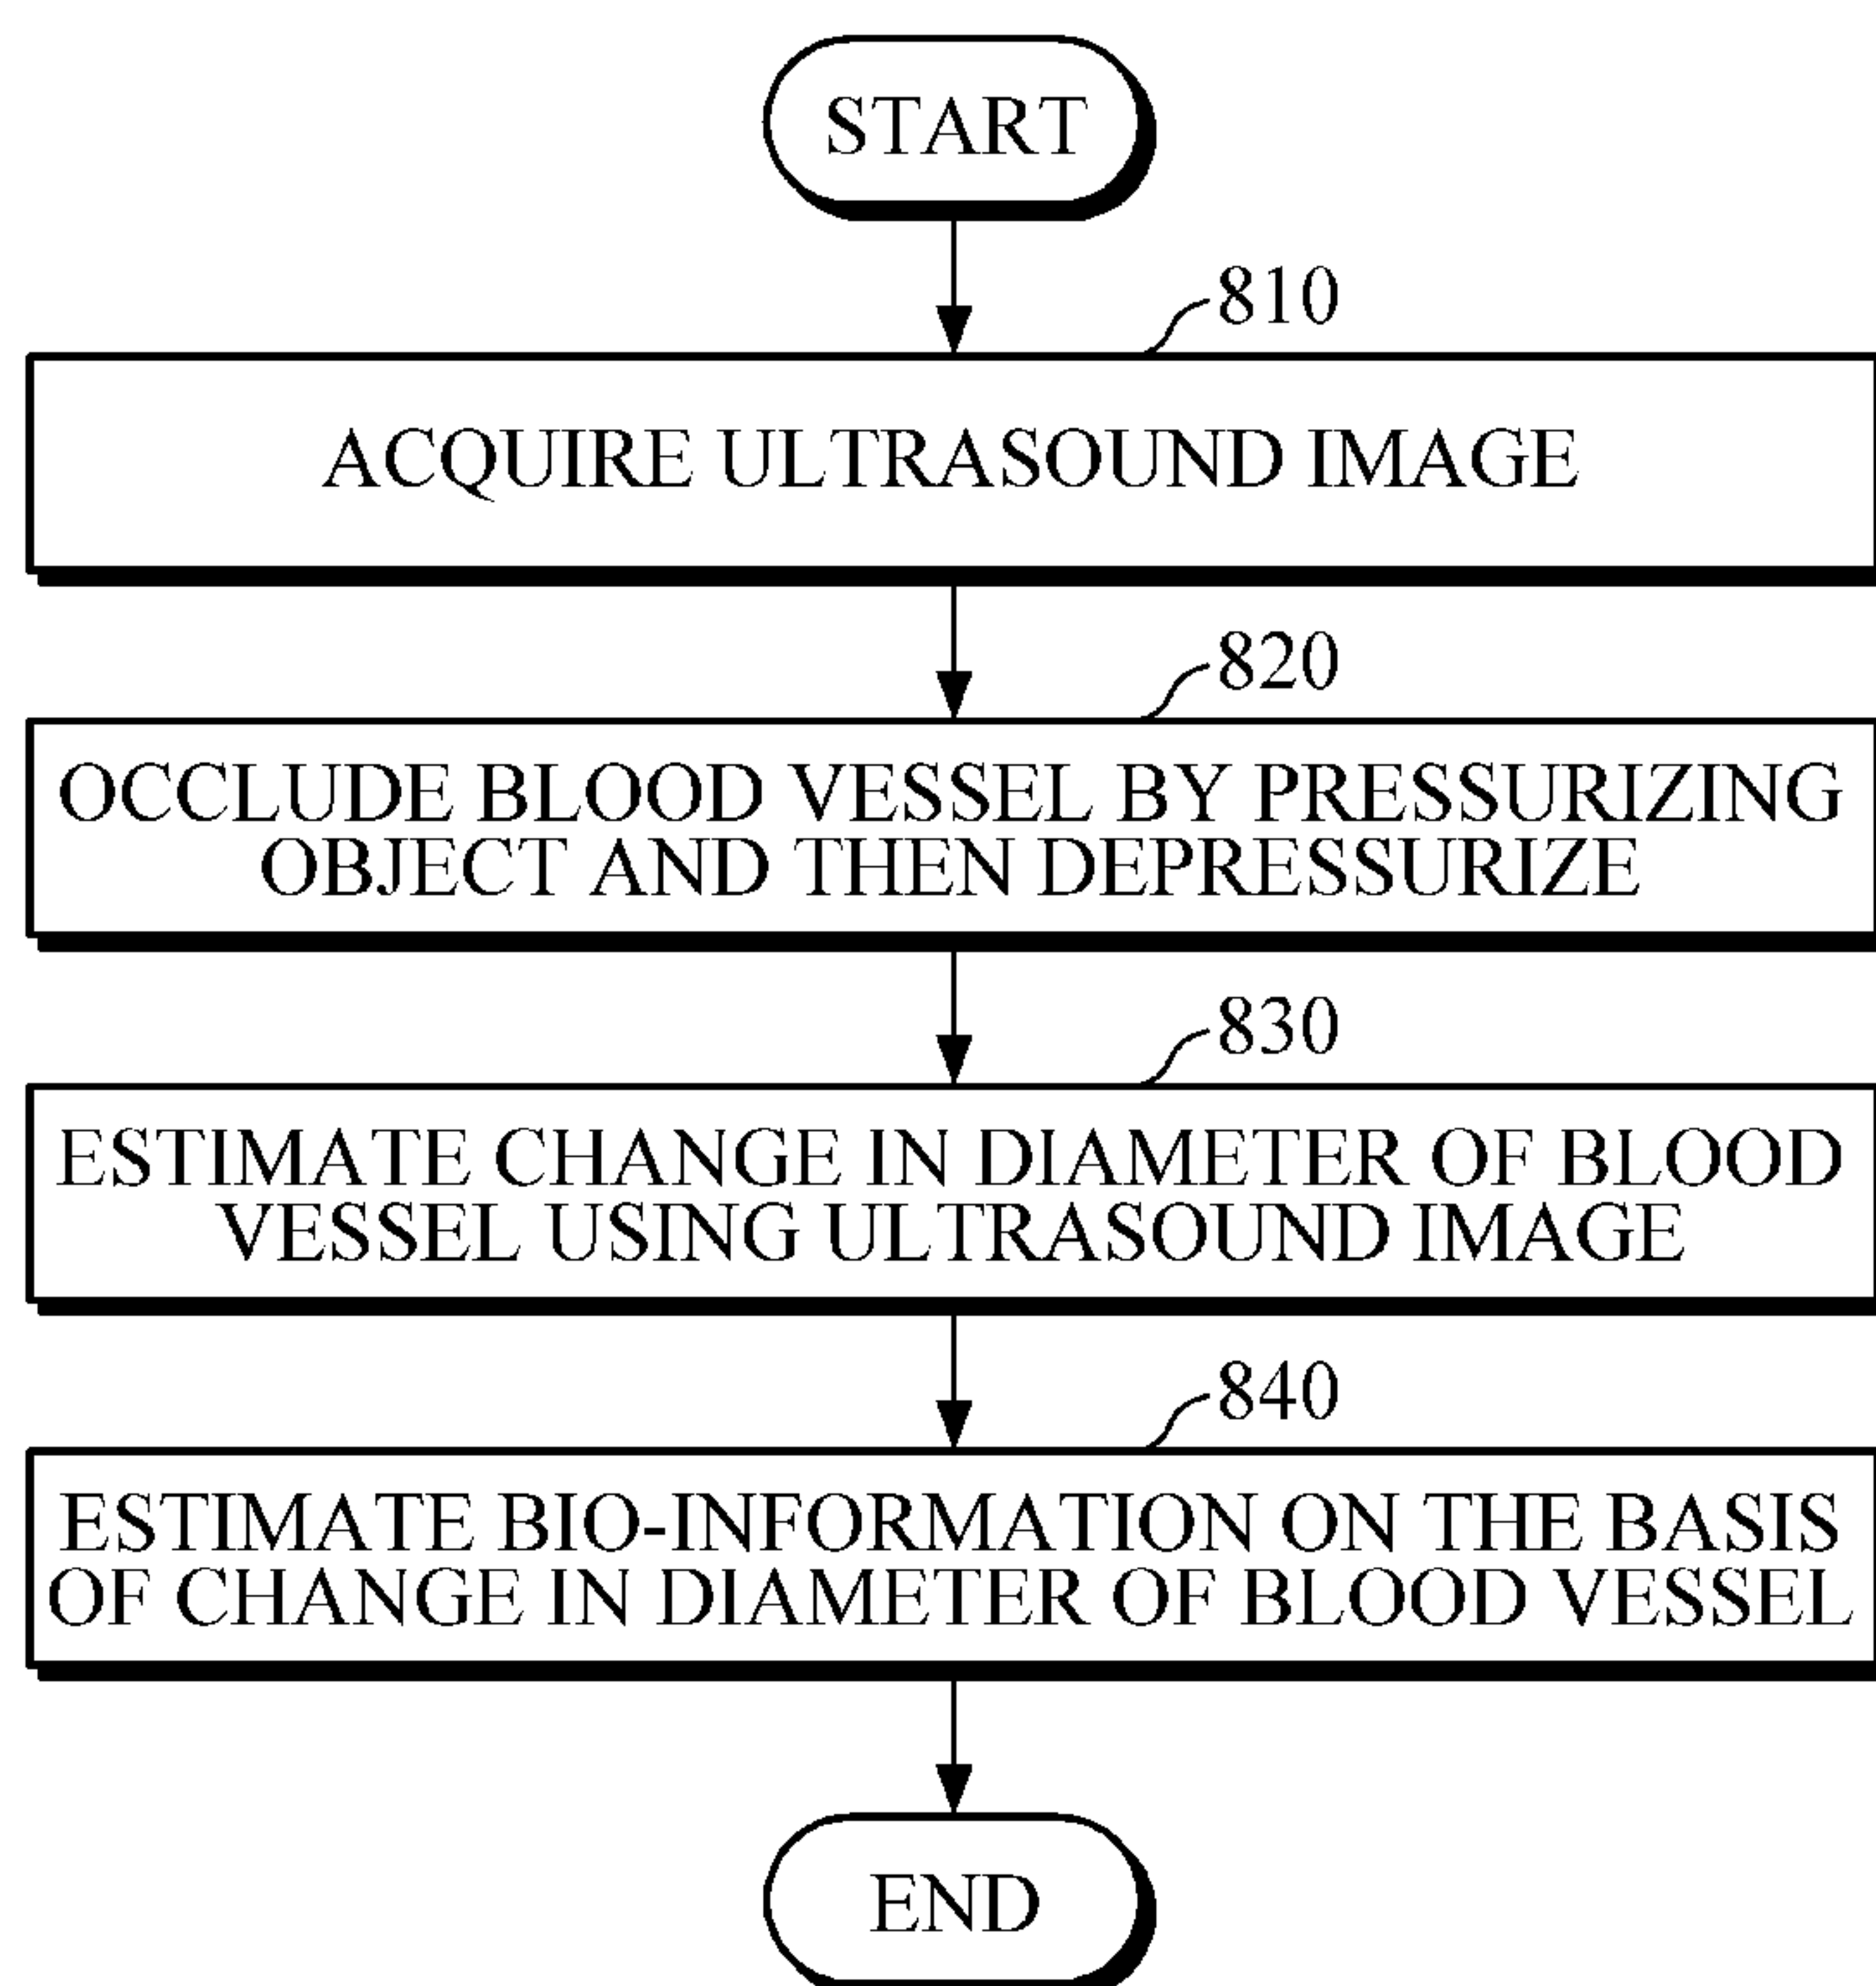 START
810
ACQUIRE ULTRASOUND IMAGE
820
OCCLUDE BLOOD VESSEL BY PRESSURIZING
OBJECT AND THEN DEPRESSURIZE
830
ESTIMATE CHANGE IN DIAMETER OF BLOOD
VESSEL USING ULTRASOUND IMAGE
840
ESTIMATE BIO-INFORMATION ON THE BASIS
OF CHANGE IN DIAMETER OF BLOOD VESSEL
END